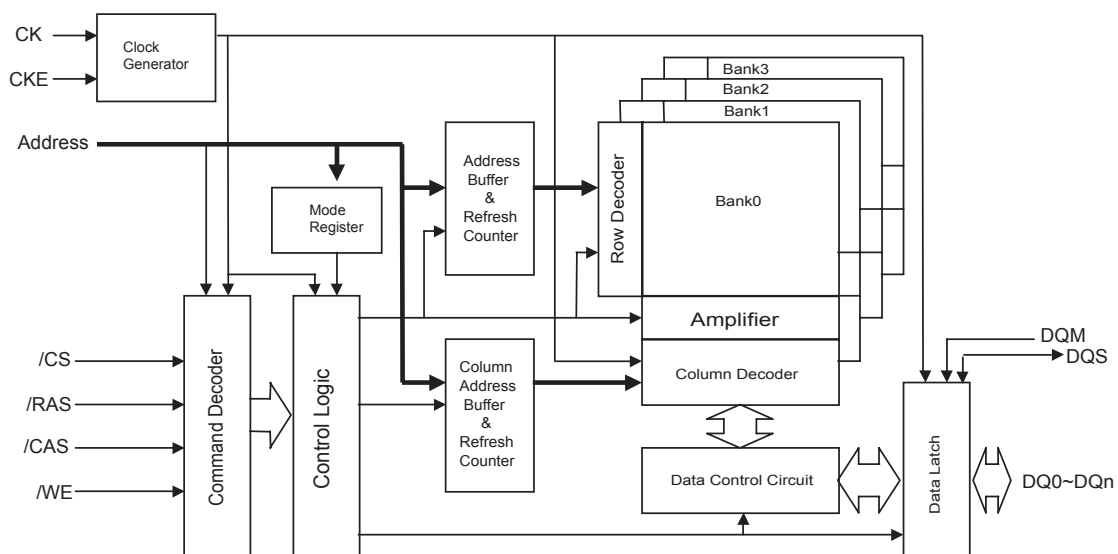 CK
CKE
Clock
Generator
Address
Mode
Register
Address
Buffer
&
Refresh
Counter
Row Decoder
Bank3
Bank2
Bank1
Bank0
Amplifier
Column Decoder
/CS
/RAS
/CAS
/WE
Command Decoder
Control Logic
Column
Address
Buffer
&
Refresh
Counter
Data Control Circuit
Data Latch
DQM
DQS
DQ0~DQn